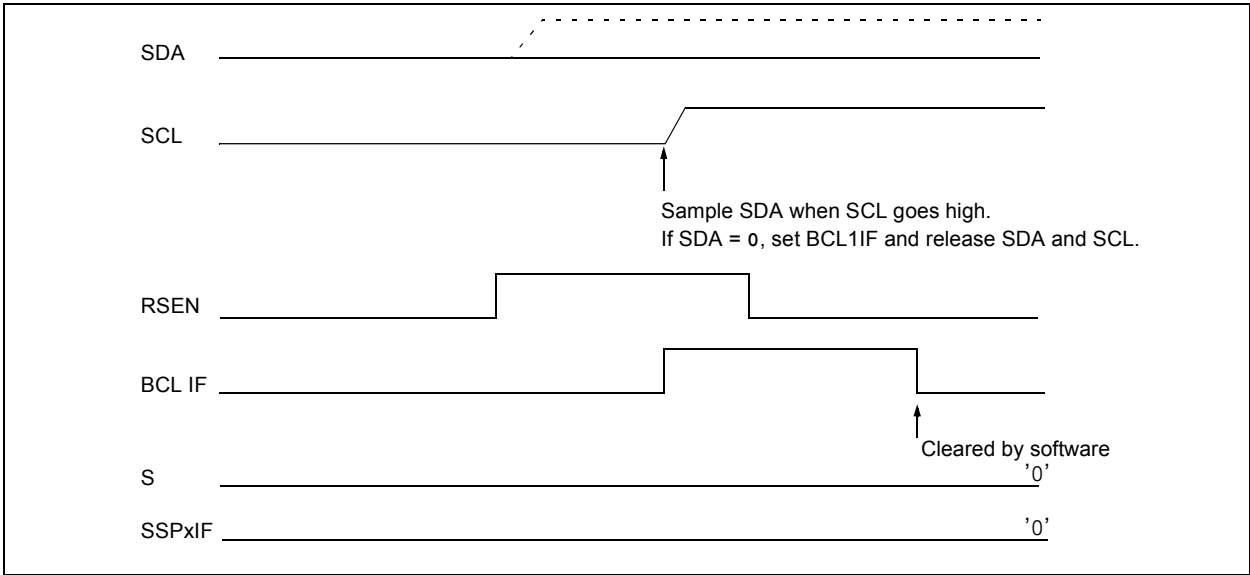 SDA
SCL
Sample SDA when SCL goes high.
If SDA = 0, set BCL1IF and release SDA and SCL.
RSEN
BCL IF
Cleared by software
S
'0'
SSPxIF
'0'